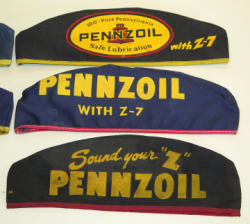 100% Pure Pennsylvania
PENNZOIL
Safe Lubrication
with Z-7
PENNZOIL
WITH Z-7
Sound your "Z"
PENNZOIL